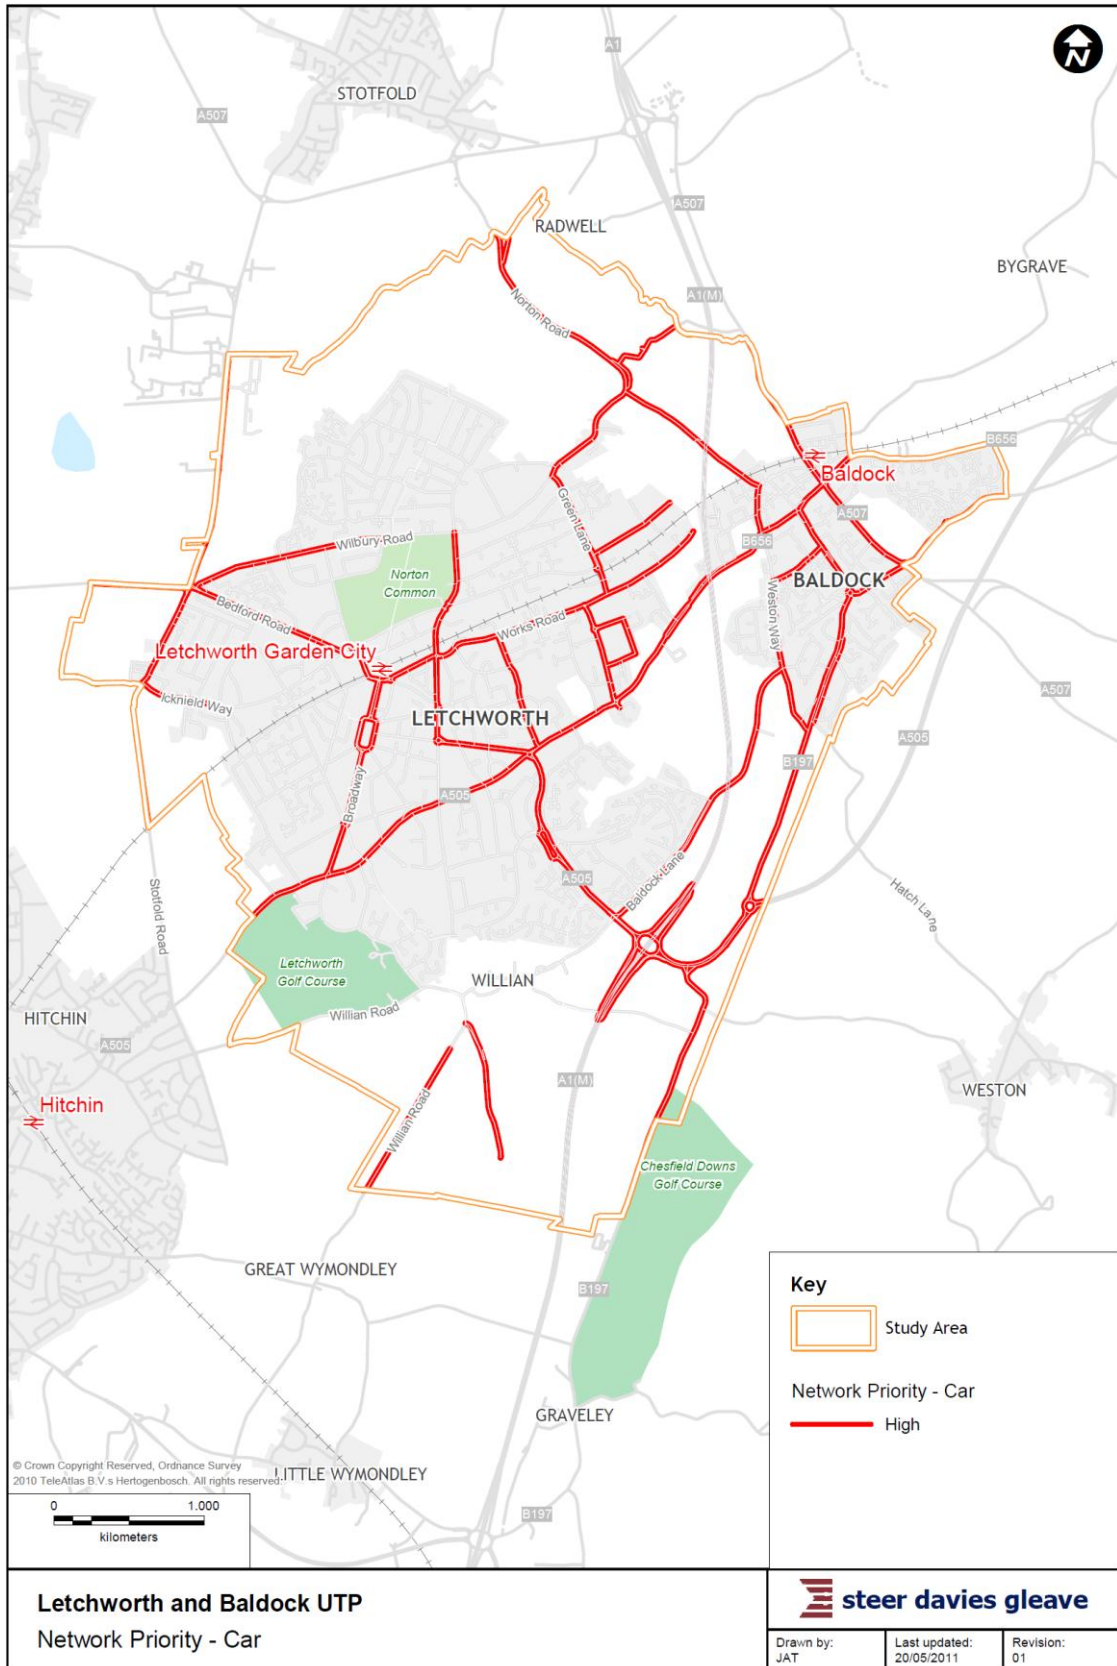 A1
STOTFOLD
A507
A507
RADWELL
BYGRAVE
A1(M)
Norton Road
B656
Baldock
A507
Green Lane
Wilbury Road
B656
Norton
Common
BALDOCK
Bedford Road
Weston Way
Works Road
Letchworth Garden City
Icknield Way
A507
LETCHWORTH
A505
B197
Broadway
A505
A505
Baldock Lane
Stotfold Road
Hatch Lane
Letchworth
Golf Course
WILLIAN
Willian Road
HITCHIN
A505
A1(M)
WESTON
Hitchin
Willian Road
Chesfield Downs
Golf Course
GREAT WYMONDLEY
B197
GRAVELEY
LITTLE WYMONDLEY
B197
N
Key
Study Area
Network Priority - Car
High
© Crown Copyright Reserved, Ordnance Survey
2010 TeleAtlas B.V.s Hertogenbosch. All rights reserved.
0 1.000
kilometers
Letchworth and Baldock UTP
Network Priority - Car
steer davies gleave
Drawn by:
JAT
Last updated:
20/05/2011
Revision:
01